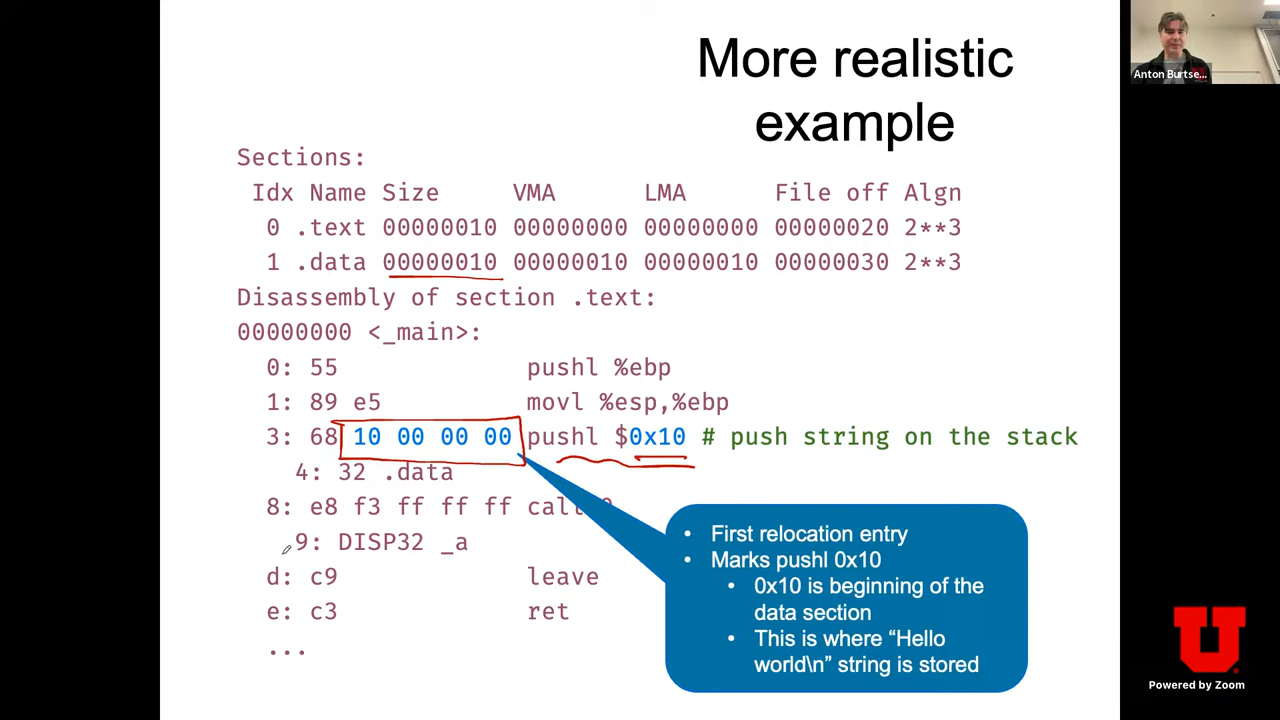 More realistic
example
Anton Burtse...
Sections:
Idx Name Size VMA LMA File off Algn
0 .text 00000010 00000000 00000000 00000020 2**3
1 .data 00000010 00000010 00000010 00000030 2**3
Disassembly of section .text:
00000000 <_main>:
0: 55 pushl %ebp
1: 89 e5 movl %esp,%ebp
3: 68 10 00 00 00 pushl $0x10 # push string on the stack
4: 32 .data
8: e8 f3 ff ff ff call 0
9: DISP32 _a
d: c9 leave
e: c3 ret
...
• First relocation entry
• Marks pushl 0x10
• 0x10 is beginning of the
data section
• This is where “Hello
world\n” string is stored
U
Powered by Zoom